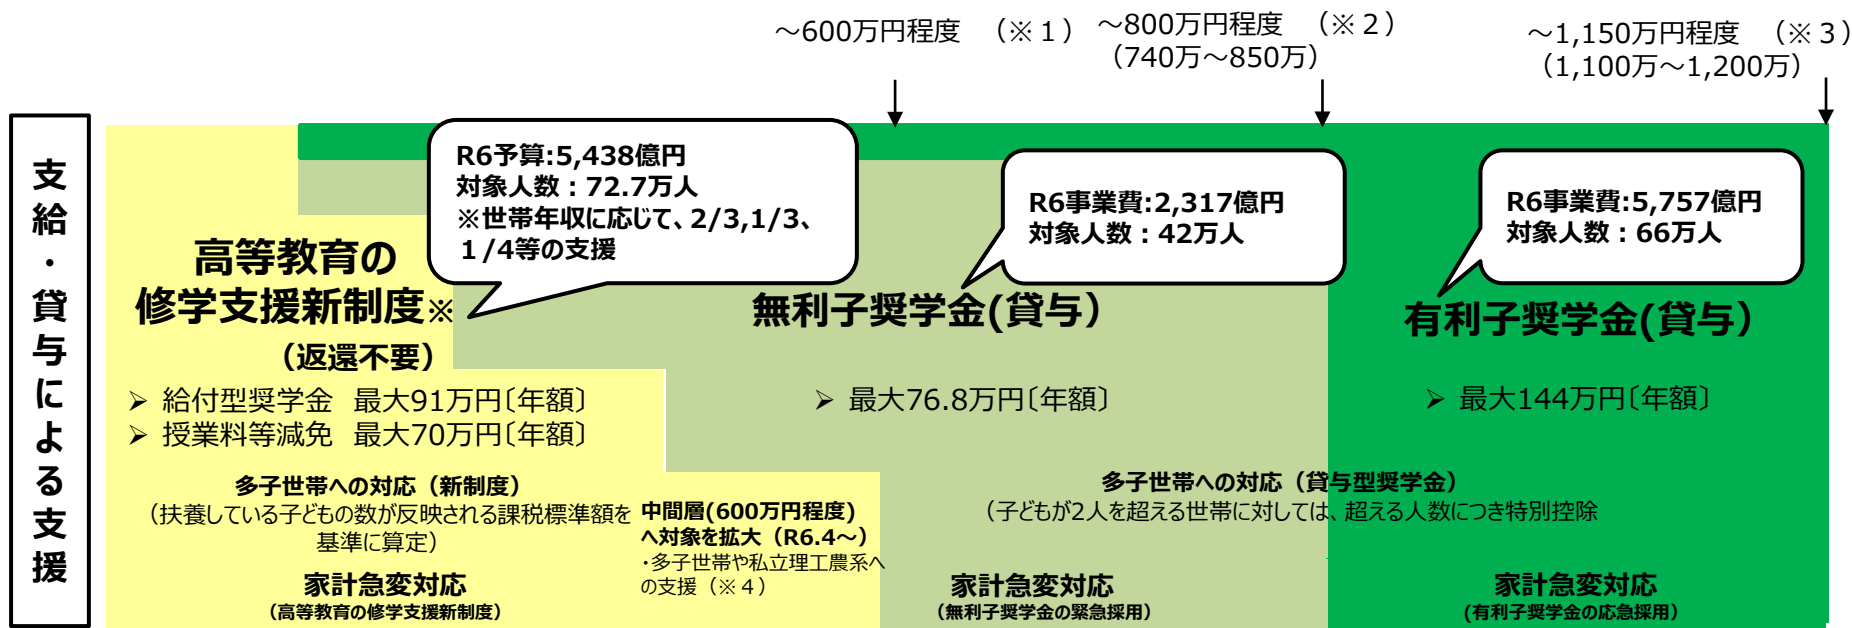 ～600万円程度　（※１）
～800万円程度　（※２）
（740万～850万）
～1,150万円程度　（※３）
（1,100万～1,200万）
支給・貸与による支援
R6予算:5,438億円
対象人数：72.7万人
※世帯年収に応じて、2/3,1/3、
１/4等の支援
R6事業費:2,317億円
対象人数：42万人
R6事業費:5,757億円
対象人数：66万人
高等教育の
修学支援新制度※
（返還不要）
➢ 給付型奨学金　最大91万円〔年額〕
➢ 授業料等減免　最大70万円〔年額〕
無利子奨学金(貸与）
➢ 最大76.8万円〔年額〕
有利子奨学金(貸与）
➢ 最大144万円〔年額〕
多子世帯への対応（新制度）
（扶養している子どもの数が反映される課税標準額を
基準に算定）
中間層(600万円程度)
へ対象を拡大（R6.4～）
・多子世帯や私立理工農系へ
の支援（※４）
多子世帯への対応（貸与型奨学金）
（子どもが2人を超える世帯に対しては、超える人数につき特別控除
家計急変対応
（高等教育の修学支援新制度）
家計急変対応
（無利子奨学金の緊急採用）
家計急変対応
(有利子奨学金の応急採用）